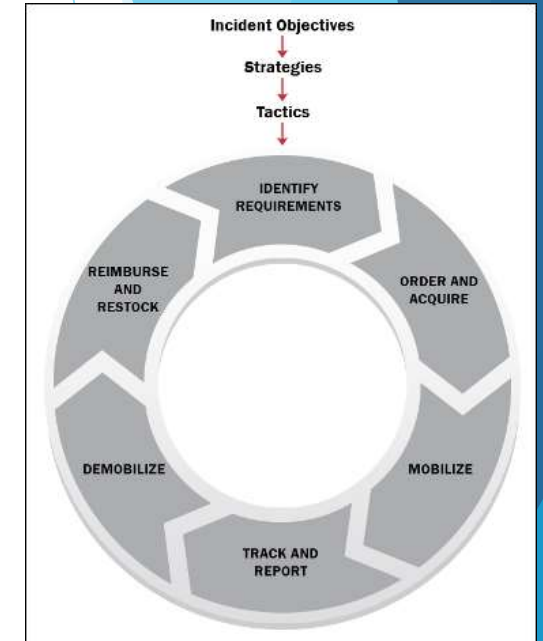 Incident Objectives
Strategies
Tactics
IDENTIFY
REQUIREMENTS
ORDER AND
ACQUIRE
MOBILIZE
TRACK AND
REPORT
DEMOBILIZE
REIMBURSE
AND
RESTOCK